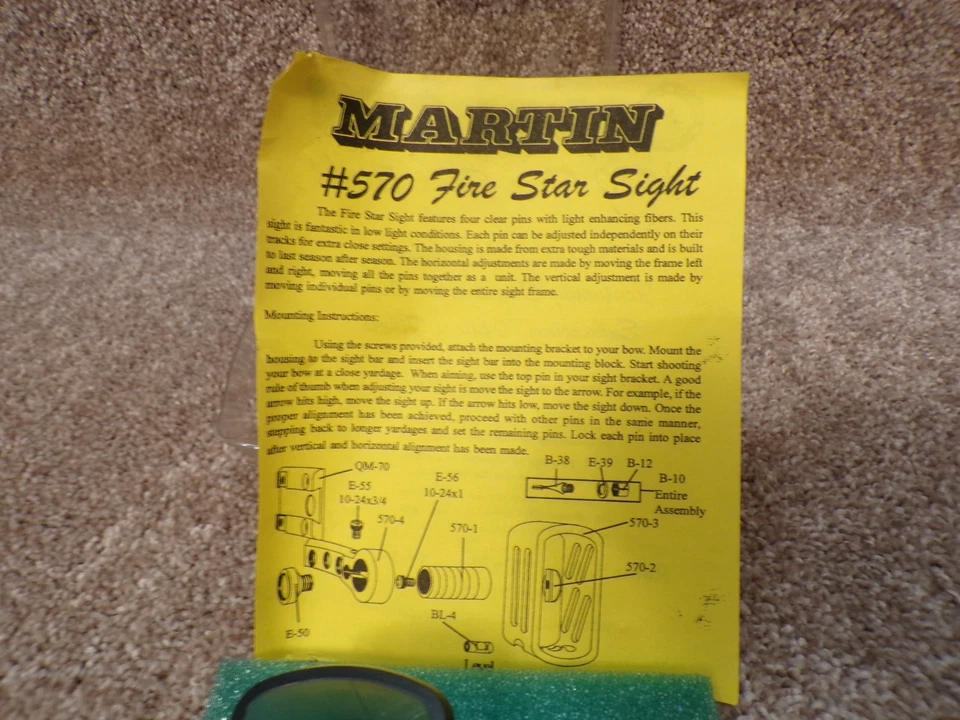 MARTIN
#570 Fire Star Sight
The Fire Star Sight features four clear pins with light enhancing fibers. This
sight is fantastic in low light conditions. Each pin can be adjusted independently on their
tracks for extra close settings. The housing is made from extra tough materials and is built
to last season after season. The horizontal adjustments are made by moving the frame left
and right, moving all the pins together as a unit. The vertical adjustment is made by
moving individual pins or by moving the entire sight frame.
Mounting Instructions:
Using the screws provided, attach the mounting bracket to your bow. Mount the
housing to the sight bar and insert the sight bar into the mounting block. Start shooting
your bow at a close yardage. When aiming, use the top pin in your sight bracket. A good
rule of thumb when adjusting your sight is move the sight to the arrow. For example, if the
arrow hits high, move the sight up. If the arrow hits low, move the sight down. Once the
proper alignment has been achieved, proceed with other pins in the same manner,
stepping back to longer yardages and set the remaining pins. Lock each pin into place
after vertical and horizontal alignment has been made.
B-38 E-39 B-12
QM-70
E-55
10-24x3/4
E-56
10-24x1
B-10
Entire
Assembly
570-4
570-1
570-3
570-2
BL-4
E-50
Level